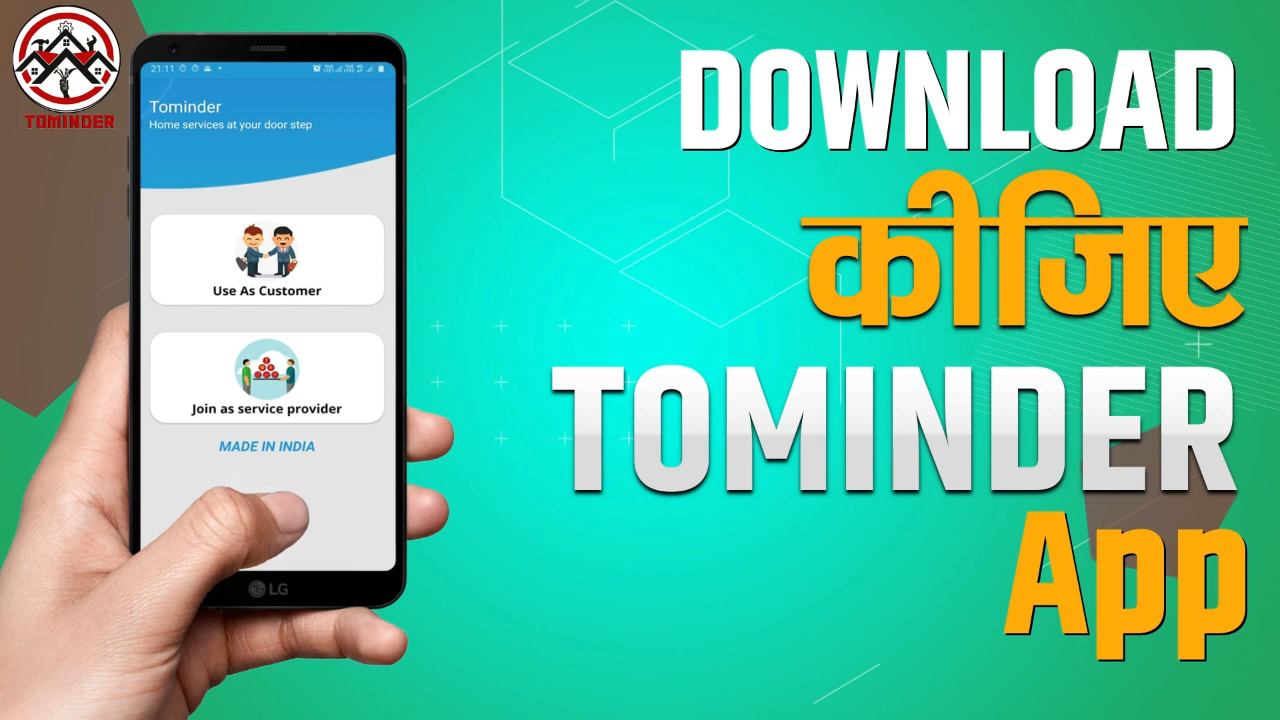 TOMINDER
21:11
Tominder
Home services at your door step
Use As Customer
Join as service provider
MADE IN INDIA
LG
DOWNLOAD
कीजिए
TOMINDER
App